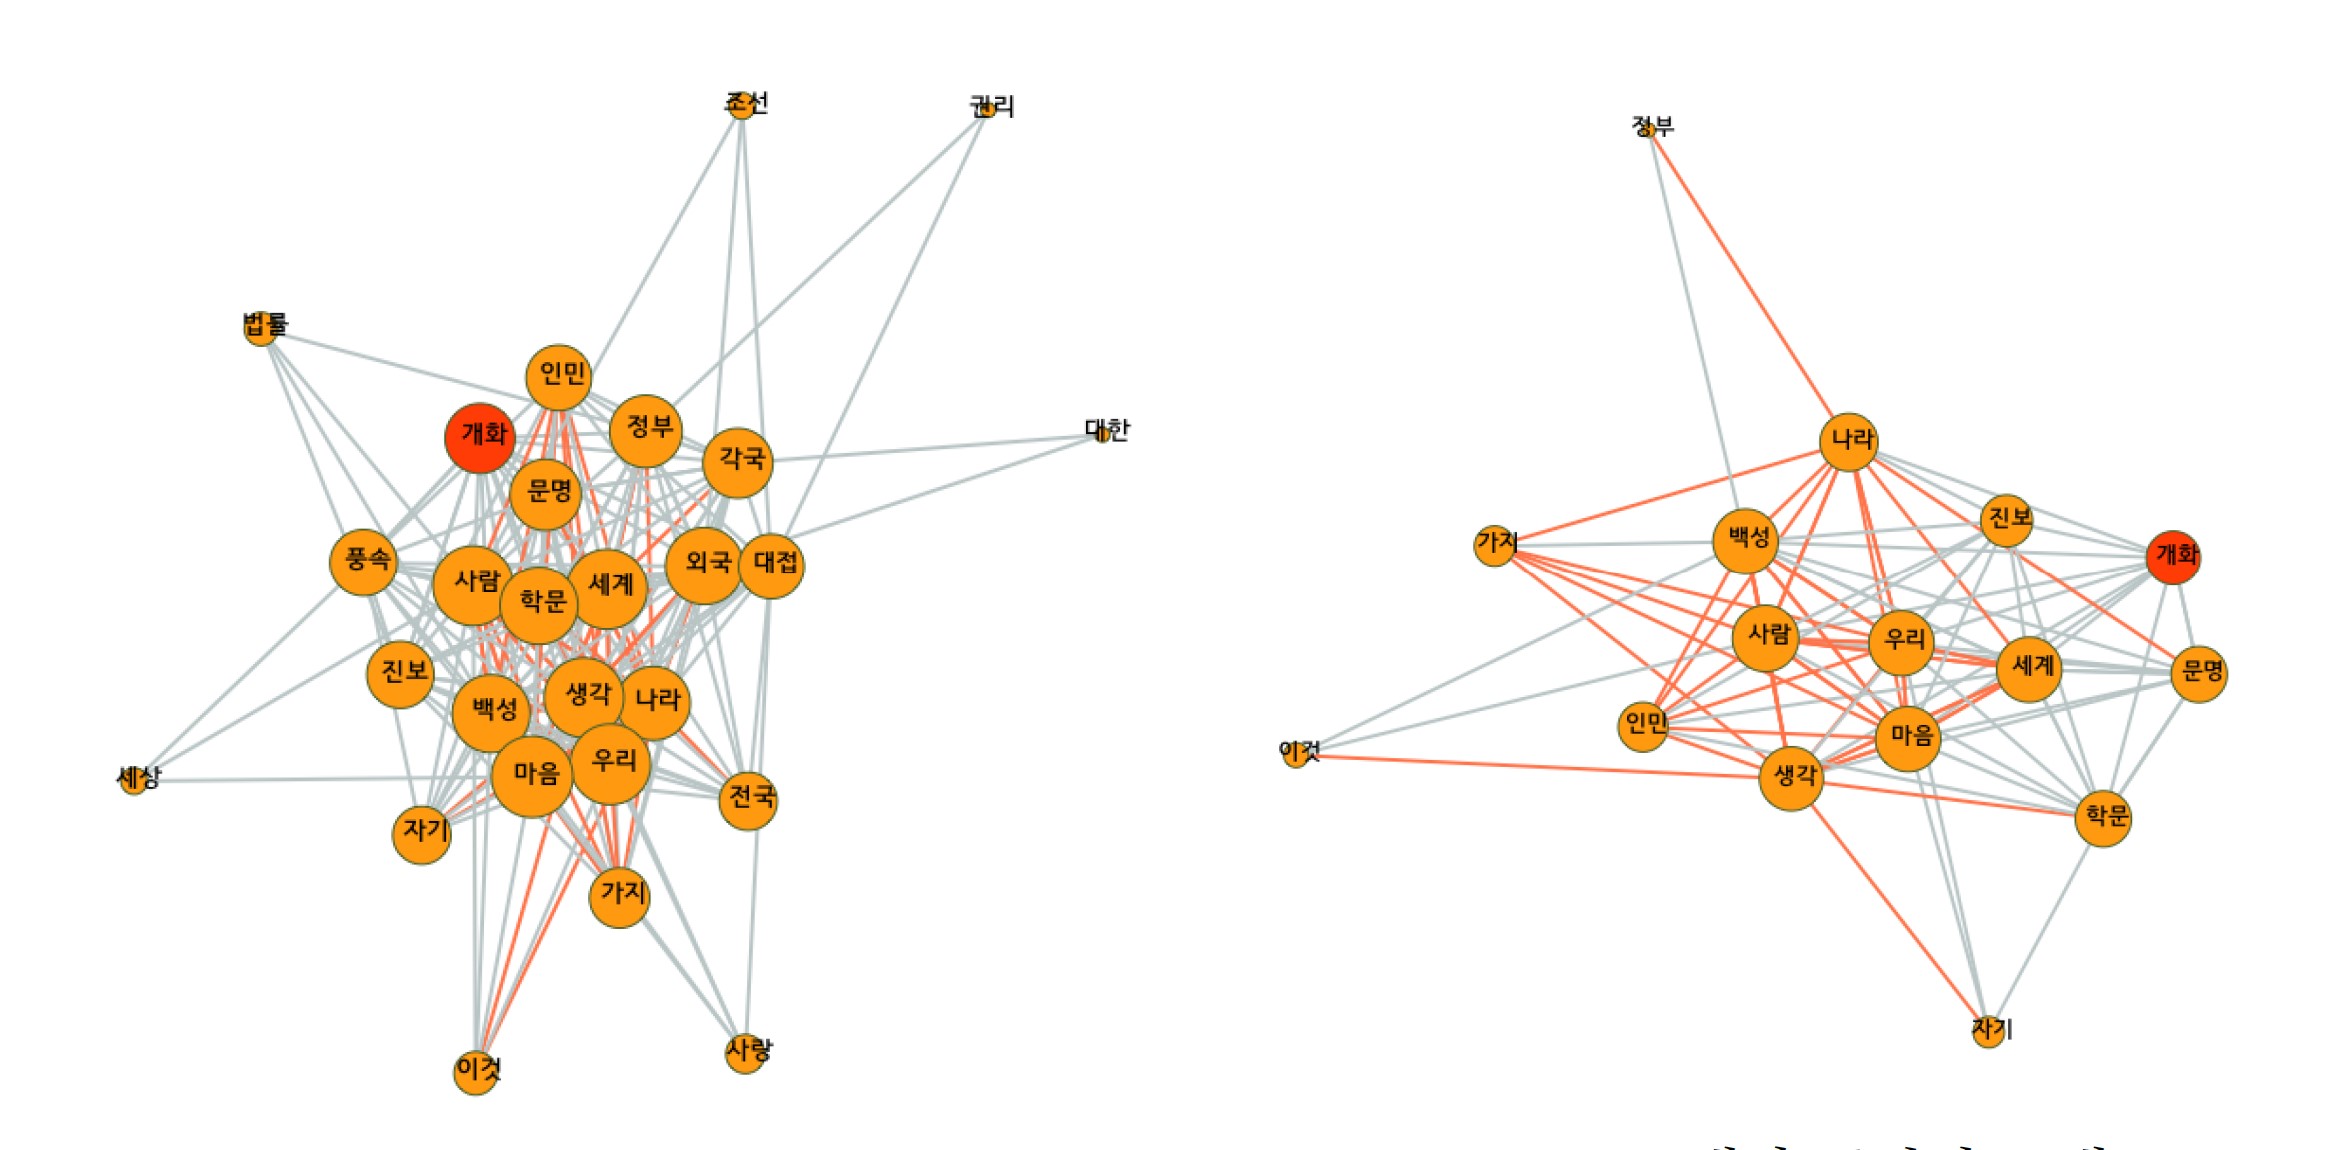 조선
권리
법률
인민
개화
정부
각국
대한
문명
풍속
사람
학문
세계
외국
대접
진보
백성
생각
나라
마음
우리
세상
전국
자기
가지
이것
사랑
정부
나라
진보
가지
백성
개화
사람
우리
세계
문명
인민
마음
이것
생각
학문
자기